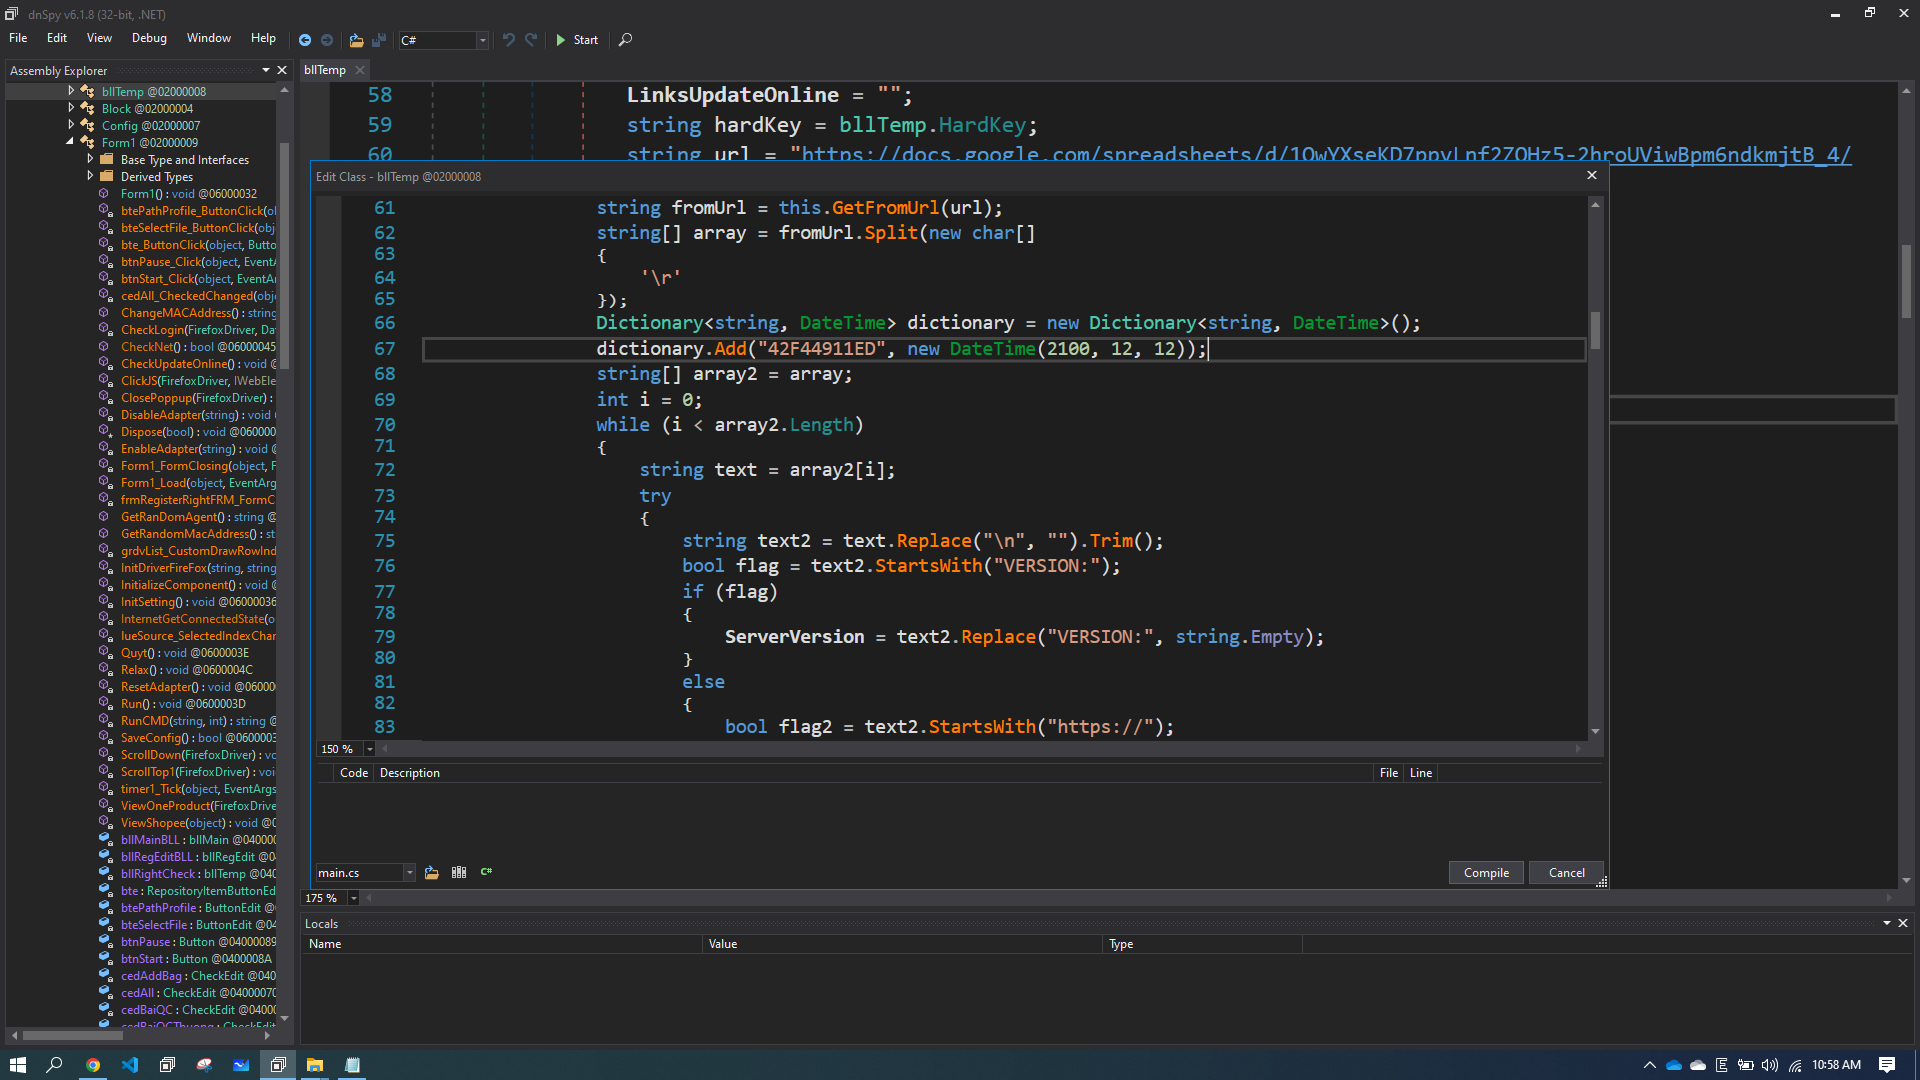 dnSpy v6.1.8 (32-bit, .NET)
File Edit View Debug Window Help C# Start
Assembly Explorer
bllTemp @02000008
Block @02000004
Config @02000007
Form1 @02000009
Base Type and Interfaces
Derived Types
Form1() : void @06000032
btePathProfile_ButtonClick(ob
bteSelectFile_ButtonClick(obj
bte_ButtonClick(object, Butto
btnPause_Click(object, EventA
btnStart_Click(object, EventAr
cedAll_CheckedChanged(obj
ChangeMACAddress() : string
CheckLogin(FirefoxDriver, Da
CheckNet() : bool @06000045
CheckUpdateOnline() : void @
ClickJS(FirefoxDriver, IWebEle
ClosePoppup(FirefoxDriver) :
DisableAdapter(string) : void
Dispose(bool) : void @060000
EnableAdapter(string) : void @
Form1_FormClosing(object, F
Form1_Load(object, EventArg
frmRegisterRightFRM_FormC
GetRanDomAgent() : string @
GetRandomMacAddress() : st
grdvList_CustomDrawRowInd
InitDriverFireFox(string, string
InitializeComponent() : void @
InitSetting() : void @06000036
InternetGetConnectedState(o
lueSource_SelectedIndexChar
Quyt() : void @0600003E
Relax() : void @0600004C
ResetAdapter() : void @06000
Run() : void @0600003D
RunCMD(string, int) : string @
SaveConfig() : bool @0600003
ScrollDown(FirefoxDriver) : vo
ScrollTop1(FirefoxDriver) : voi
timer1_Tick(object, EventArgs
ViewOneProduct(FirefoxDrive
ViewShopee(object) : void @0
bllMainBLL : bllMain @04000
bllRegEditBLL : bllRegEdit @04
bllRightCheck : bllTemp @040
bte : RepositoryItemButtonEd
btePathProfile : ButtonEdit @
bteSelectFile : ButtonEdit @04
btnPause : Button @04000089
btnStart : Button @0400008A
cedAddBag : CheckEdit @040
cedAll : CheckEdit @04000070
cedBaiQC : CheckEdit @0400
cedBaiQCThuong : CheckEdit
bllTemp
58 LinksUpdateOnline = "";
59 string hardKey = bllTemp.HardKey;
60 string url = "https://docs.google.com/spreadsheets/d/1OwYXseKD7ppyLnf2ZOHz5-2hroUViwBpm6ndkmjtB_4/
Edit Class - bllTemp @02000008
61 string fromUrl = this.GetFromUrl(url);
62 string[] array = fromUrl.Split(new char[]
63 {
64 '\r'
65 });
66 Dictionary<string, DateTime> dictionary = new Dictionary<string, DateTime>();
67 dictionary.Add("42F44911ED", new DateTime(2100, 12, 12));
68 string[] array2 = array;
69 int i = 0;
70 while (i < array2.Length)
71 {
72 string text = array2[i];
73 try
74 {
75 string text2 = text.Replace("\n", "").Trim();
76 bool flag = text2.StartsWith("VERSION:");
77 if (flag)
78 {
79 ServerVersion = text2.Replace("VERSION:", string.Empty);
80 }
81 else
82 {
83 bool flag2 = text2.StartsWith("https://");
150 %
Code Description File Line
main.cs C# Compile Cancel
175 %
Locals
Name Value Type
10:58 AM